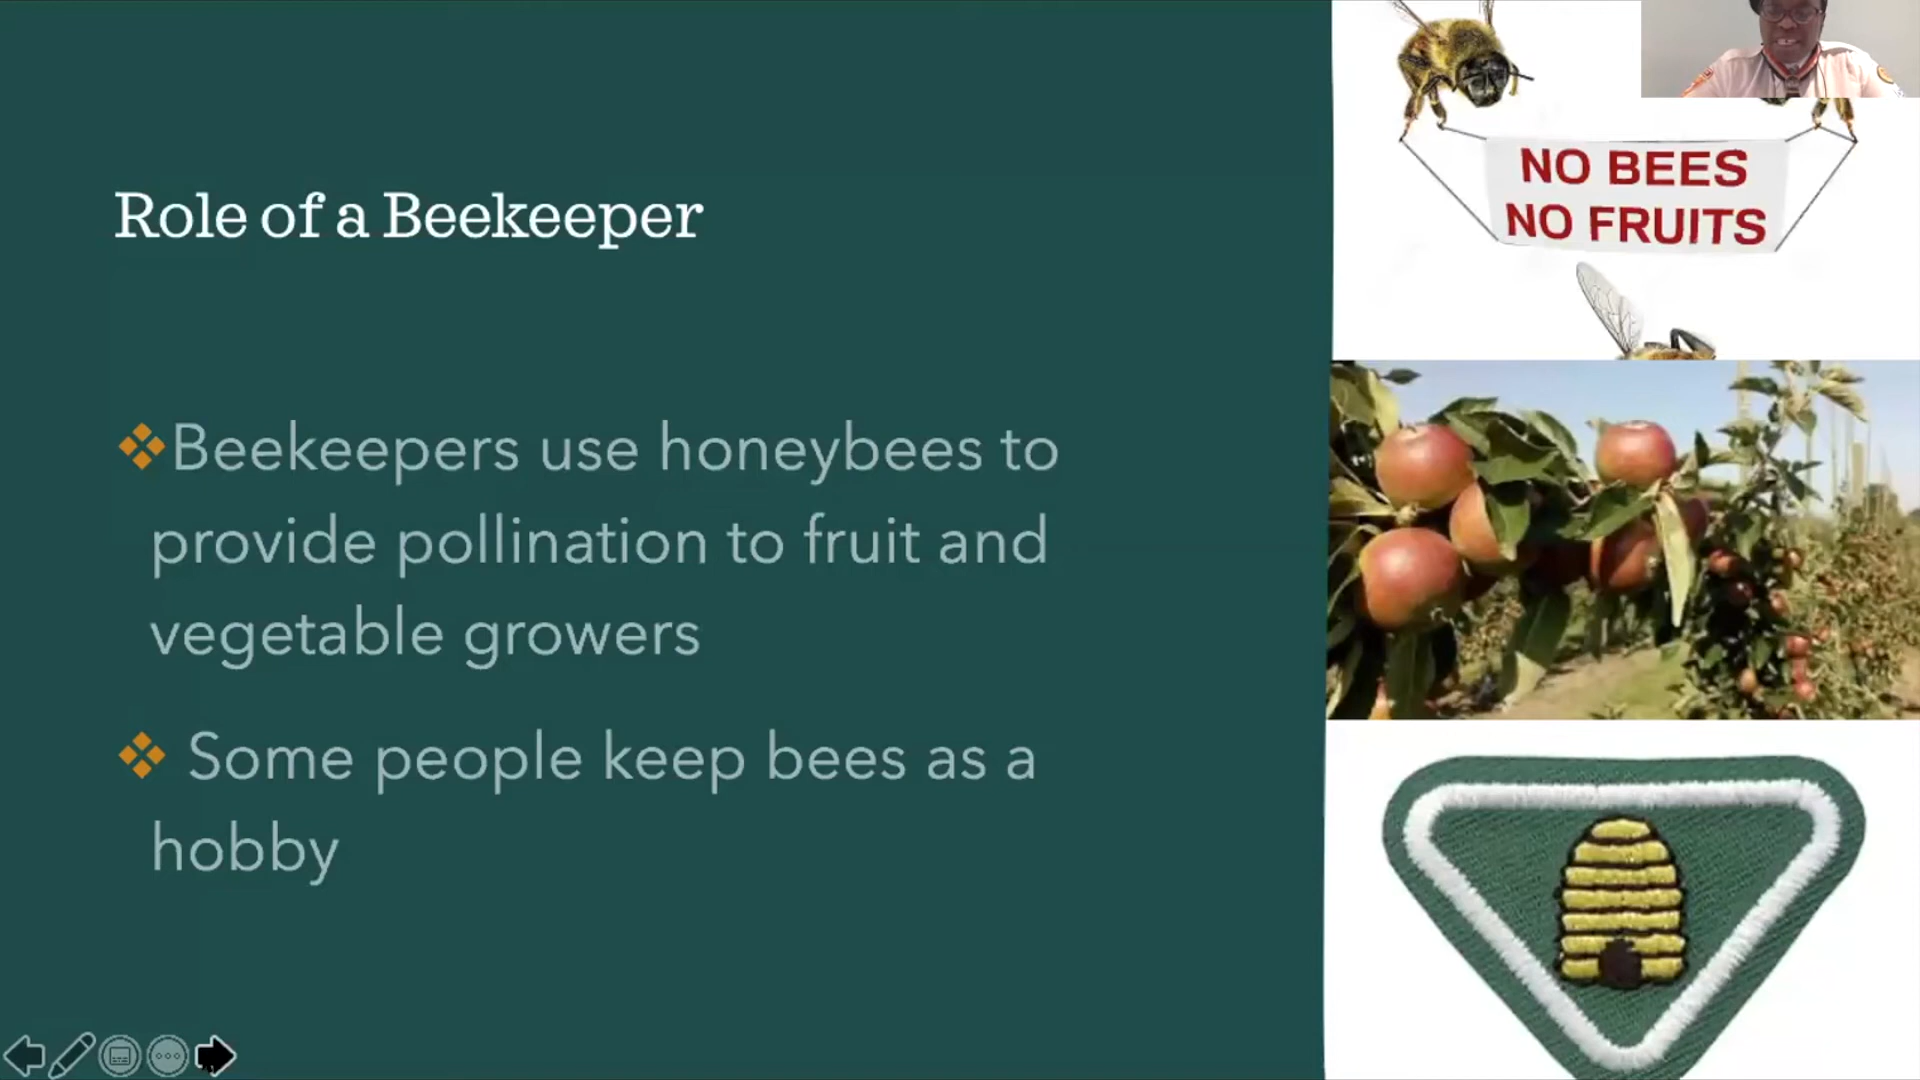 Role of a Beekeeper
Beekeepers use honeybees to
provide pollination to fruit and
vegetable growers
Some people keep bees as a
hobby
NO BEES
NO FRUITS